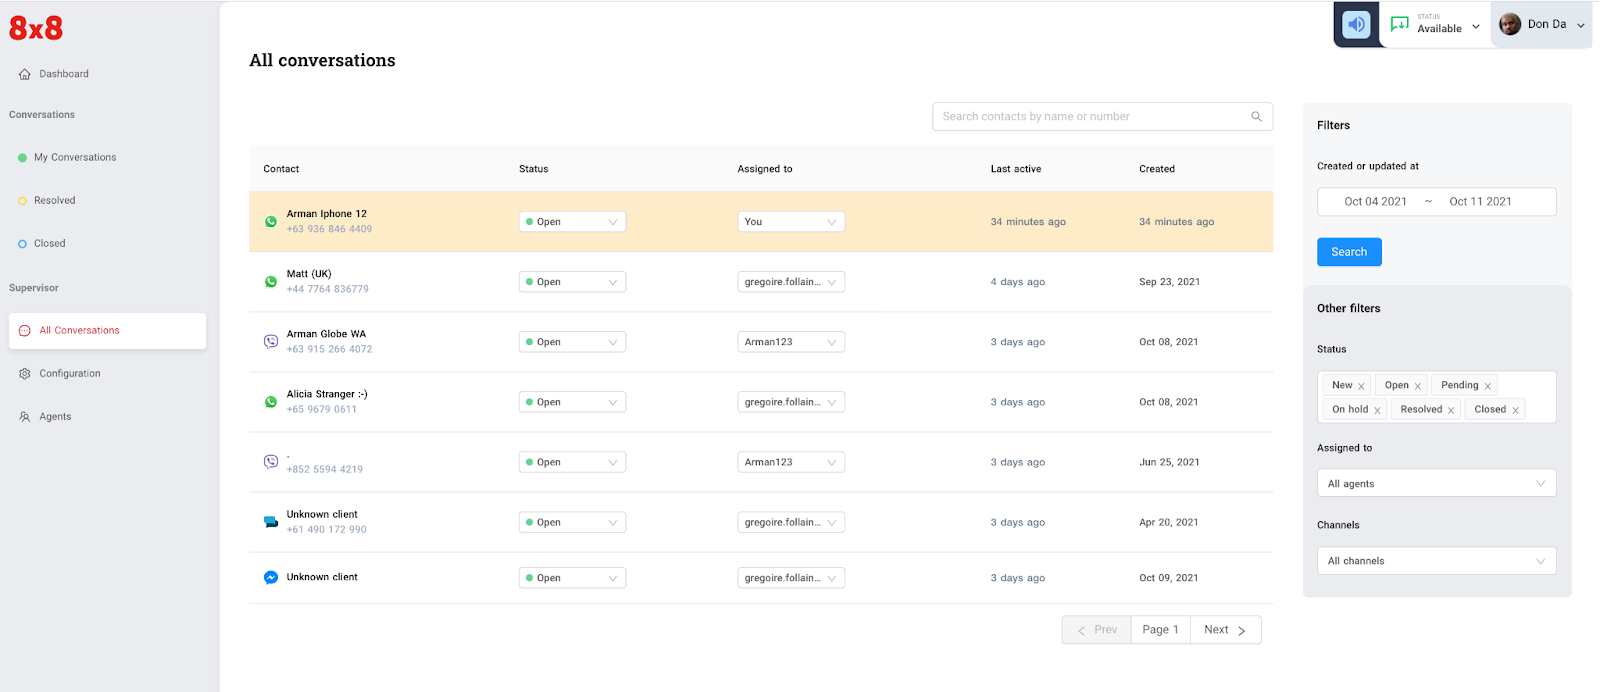 8x8
Dashboard
Conversations
My Conversations
Resolved
Closed
Supervisor
All Conversations
Configuration
Agents
STATUS
Available
Don Da
All conversations
Search contacts by name or number
Contact Status Assigned to Last active Created
Arman Iphone 12
+63 936 846 4409
Open You 34 minutes ago 34 minutes ago
Matt (UK)
+44 7764 836779
Open gregoire.follain... 4 days ago Sep 23, 2021
Arman Globe WA
+63 915 266 4072
Open Arman123 3 days ago Oct 08, 2021
Alicia Stranger :-)
+65 9679 0611
Open gregoire.follain... 3 days ago Oct 08, 2021
.
+852 5594 4219
Open Arman123 3 days ago Jun 25, 2021
Unknown client
+61 490 172 990
Open gregoire.follain... 3 days ago Apr 20, 2021
Unknown client Open gregoire.follain... 3 days ago Oct 09, 2021
Prev Page 1 Next
Filters
Created or updated at
Oct 04 2021 ~ Oct 11 2021
Search
Other filters
Status
New Open Pending
On hold Resolved Closed
Assigned to
All agents
Channels
All channels